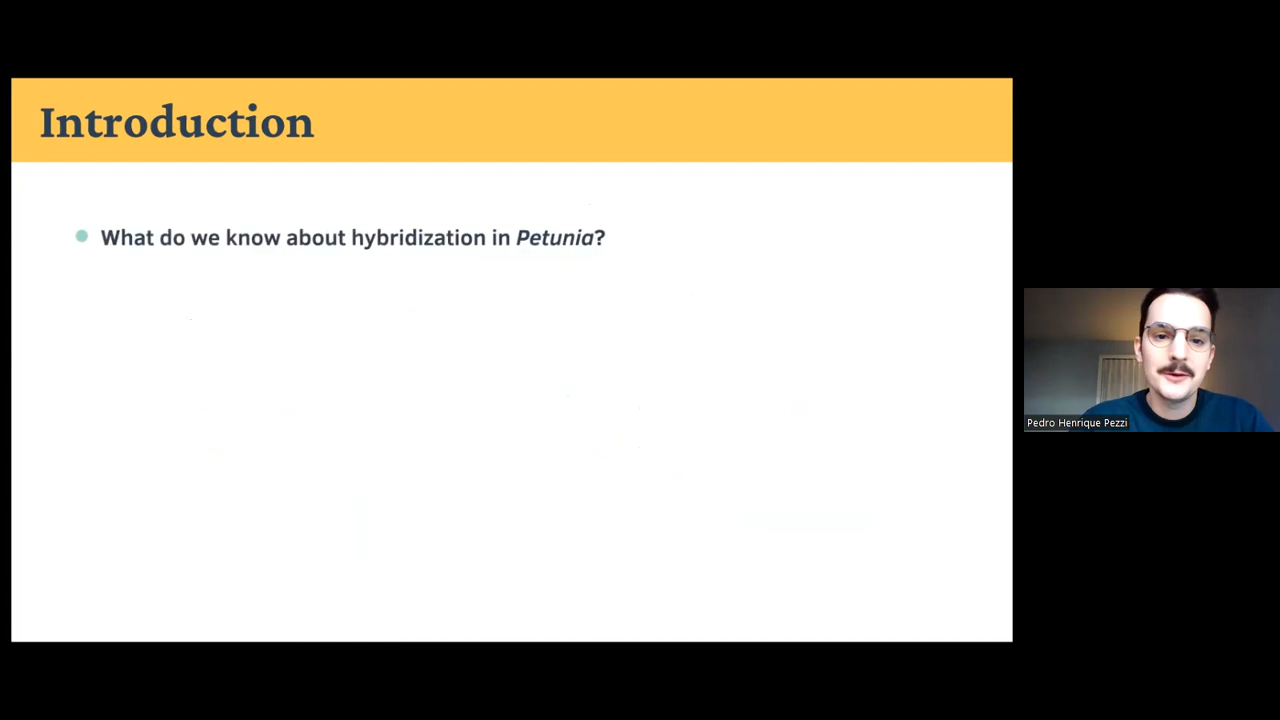 Introduction
What do we know about hybridization in Petunia?
Pedro Henrique Pezzi